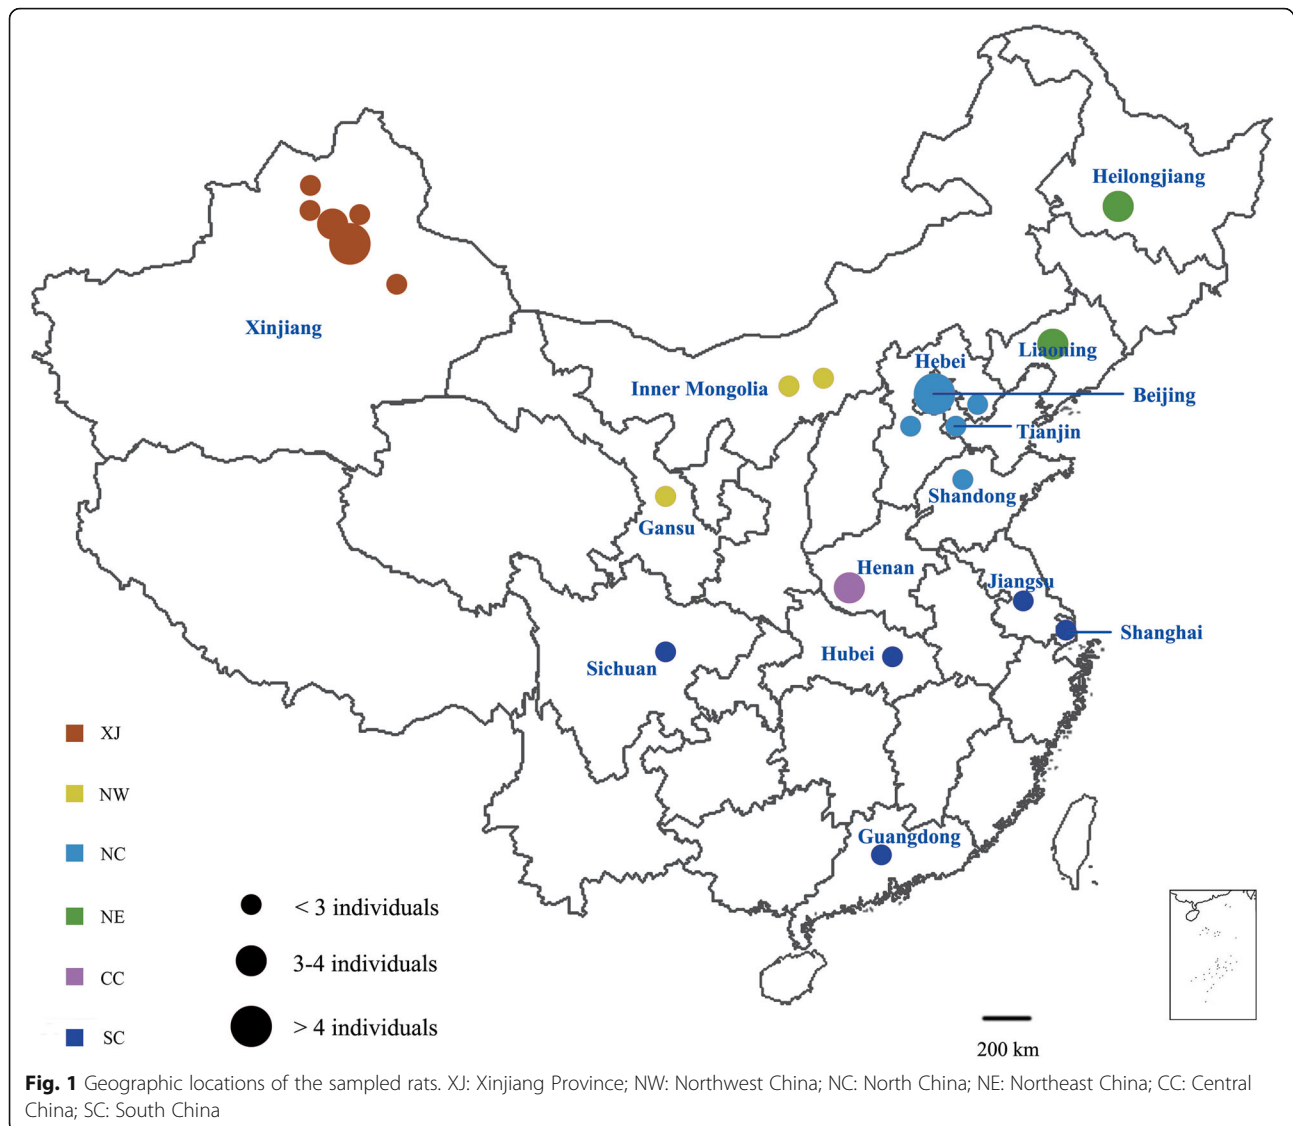 Heilongjiang
Xinjiang
Liaoning
Hebei
Inner Mongolia
Beijing
Tianjin
Shandong
Gansu
Henan
Jiangsu
Shanghai
Hubei
Sichuan
Guangdong
XJ
NW
NC
NE
CC
SC
< 3 individuals
3-4 individuals
> 4 individuals
200 km
Fig. 1 Geographic locations of the sampled rats. XJ: Xinjiang Province; NW: Northwest China; NC: North China; NE: Northeast China; CC: Central
China; SC: South China